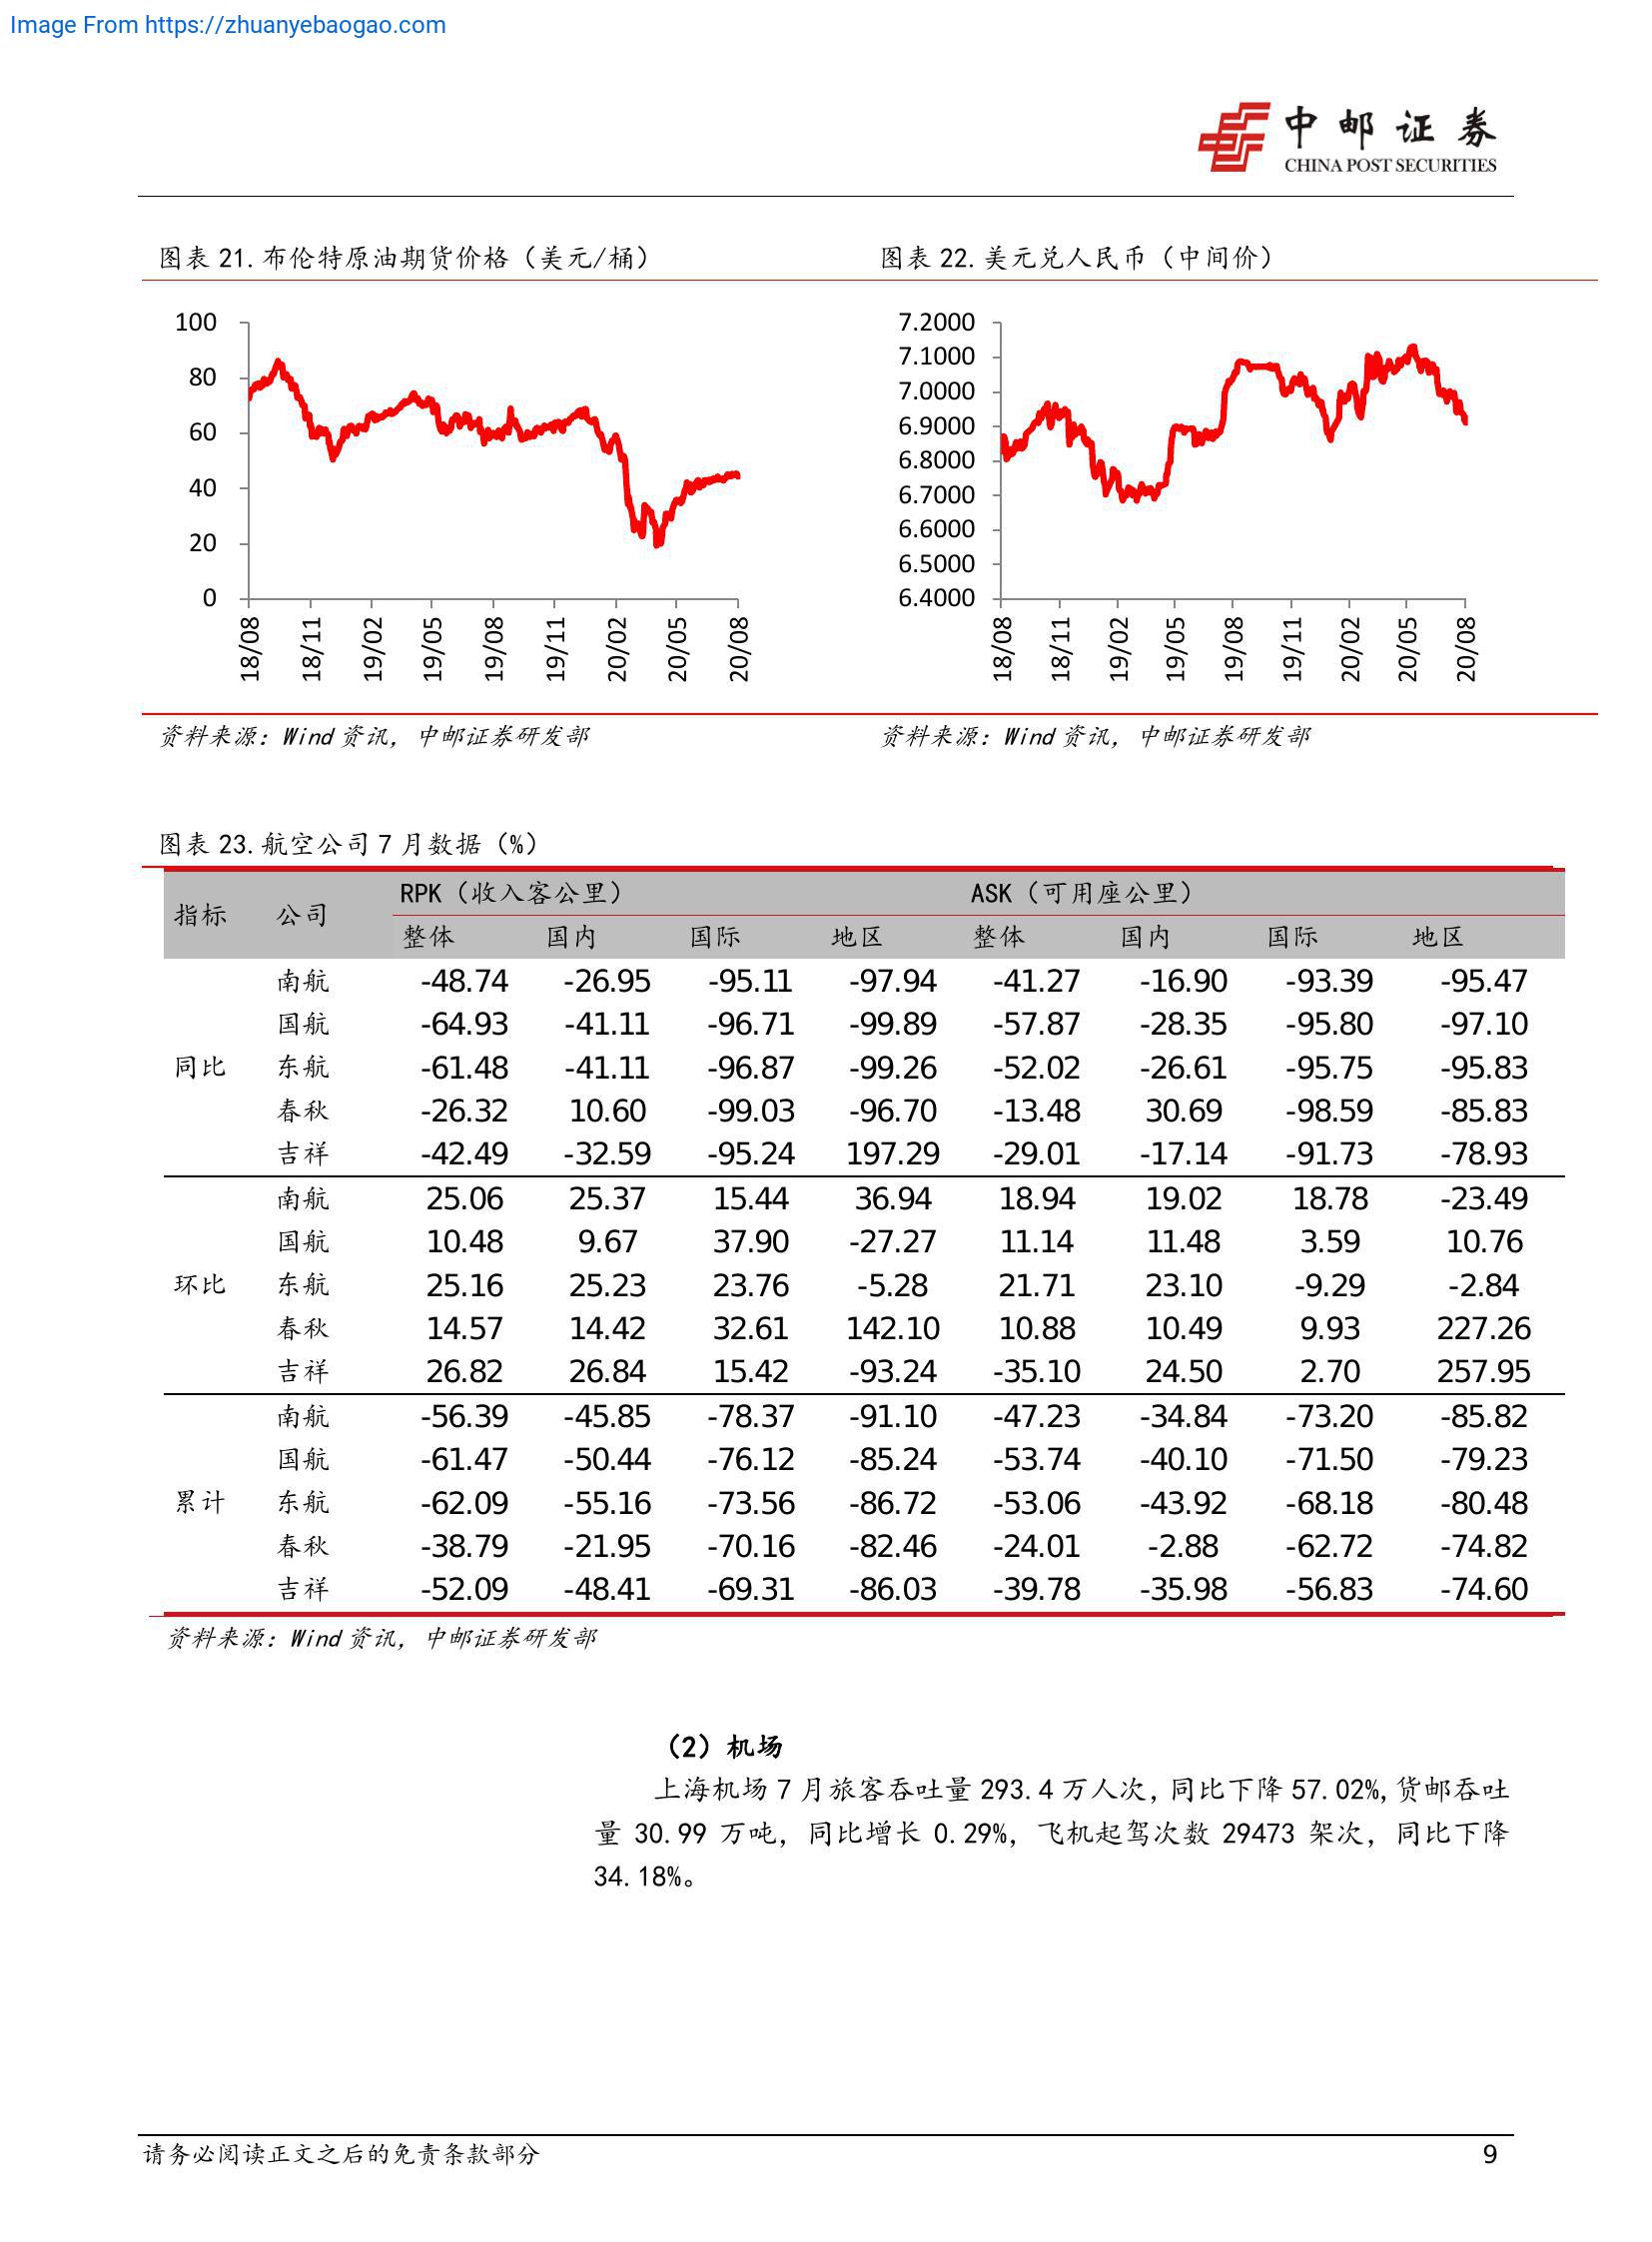 Image From https://zhuanyebaogao.com
中邮证券
CHINA POST SECURITIES
图表 21.布伦特原油期货价格（美元/桶）
100
80
60
40
20
0
18/08 18/11 19/02 19/05 19/08 19/11 20/02 20/05 20/08
资料来源：Wind 资讯，中邮证券研发部
图表 22.美元兑人民币（中间价）
7.2000
7.1000
7.0000
6.9000
6.8000
6.7000
6.6000
6.5000
6.4000
18/08 18/11 19/02 19/05 19/08 19/11 20/02 20/05 20/08
资料来源：Wind 资讯，中邮证券研发部
图表 23.航空公司 7 月数据（%）
指标 公司 RPK（收入客公里） ASK（可用座公里）
整体 国内 国际 地区 整体 国内 国际 地区
南航 -48.74 -26.95 -95.11 -97.94 -41.27 -16.90 -93.39 -95.47
国航 -64.93 -41.11 -96.71 -99.89 -57.87 -28.35 -95.80 -97.10
同比 东航 -61.48 -41.11 -96.87 -99.26 -52.02 -26.61 -95.75 -95.83
春秋 -26.32 10.60 -99.03 -96.70 -13.48 30.69 -98.59 -85.83
吉祥 -42.49 -32.59 -95.24 197.29 -29.01 -17.14 -91.73 -78.93
南航 25.06 25.37 15.44 36.94 18.94 19.02 18.78 -23.49
国航 10.48 9.67 37.90 -27.27 11.14 11.48 3.59 10.76
环比 东航 25.16 25.23 23.76 -5.28 21.71 23.10 -9.29 -2.84
春秋 14.57 14.42 32.61 142.10 10.88 10.49 9.93 227.26
吉祥 26.82 26.84 15.42 -93.24 -35.10 24.50 2.70 257.95
南航 -56.39 -45.85 -78.37 -91.10 -47.23 -34.84 -73.20 -85.82
国航 -61.47 -50.44 -76.12 -85.24 -53.74 -40.10 -71.50 -79.23
累计 东航 -62.09 -55.16 -73.56 -86.72 -53.06 -43.92 -68.18 -80.48
春秋 -38.79 -21.95 -70.16 -82.46 -24.01 -2.88 -62.72 -74.82
吉祥 -52.09 -48.41 -69.31 -86.03 -39.78 -35.98 -56.83 -74.60
资料来源：Wind 资讯，中邮证券研发部
（2）机场
上海机场 7 月旅客吞吐量 293.4 万人次，同比下降 57.02%，货邮吞吐
量 30.99 万吨，同比增长 0.29%，飞机起驾次数 29473 架次，同比下降
34.18%。
请务必阅读正文之后的免责条款部分 9